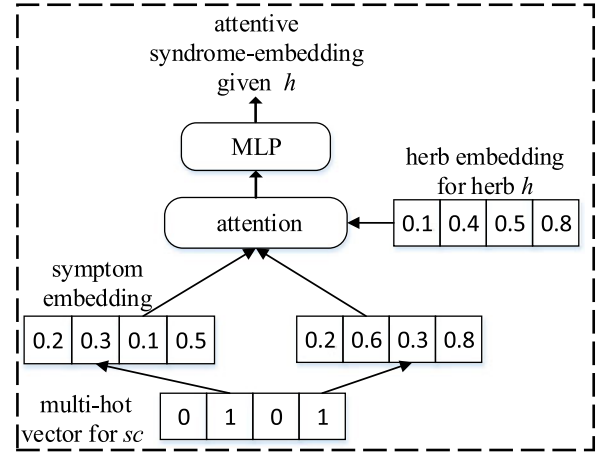 attentive
syndrome-embedding
given h
MLP
herb embedding
for herb h
attention
0.1 0.4 0.5 0.8
symptom
embedding
0.2 0.3 0.1 0.5
0.2 0.6 0.3 0.8
multi-hot
vector for sc
0 1 0 1